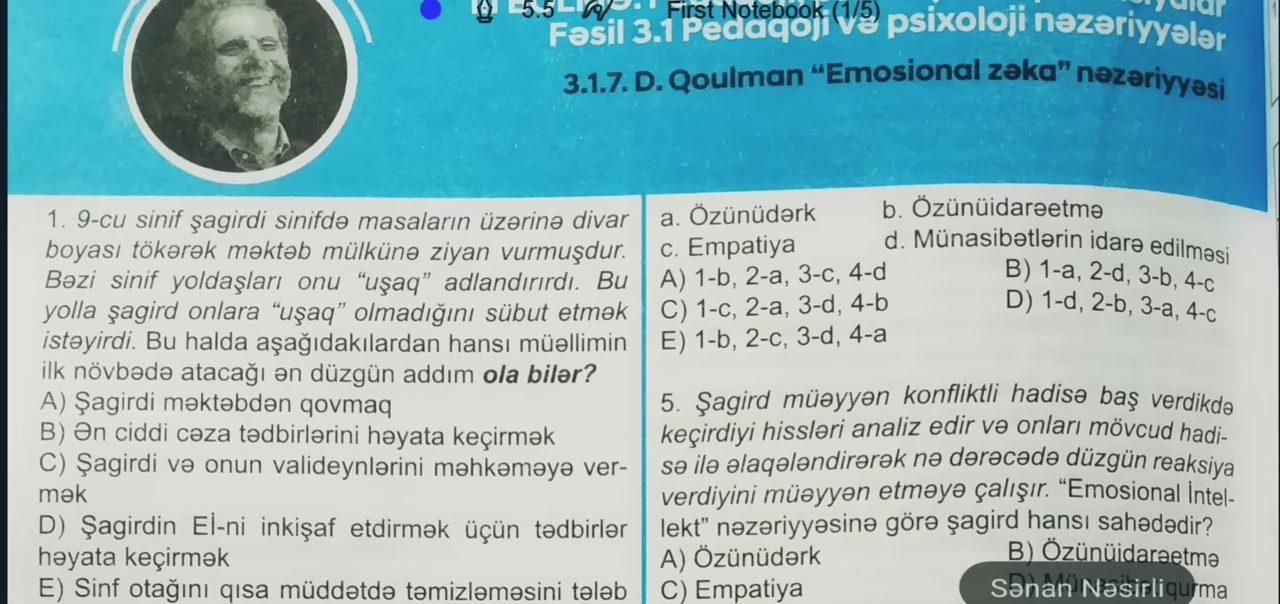 5.5 First Notebook (1/5)
Fəsil 3.1 Pedaqoji və psixoloji nəzəriyyələr
3.1.7. D. Qoulman “Emosional zəka” nəzəriyyəsi
1. 9-cu sinif şagirdi sinifdə masaların üzərinə divar
boyası tökərək məktəb mülkünə ziyan vurmuşdur.
Bəzi sinif yoldaşları onu “uşaq” adlandırırdı. Bu
yolla şagird onlara “uşaq” olmadığını sübut etmək
istəyirdi. Bu halda aşağıdakılardan hansı müəllimin
ilk növbədə atacağı ən düzgün addım ola bilər?
A) Şagirdi məktəbdən qovmaq
B) Ən ciddi cəza tədbirlərini həyata keçirmək
C) Şagirdi və onun valideynlərini məhkəməyə ver-
mək
D) Şagirdin Eİ-ni inkişaf etdirmək üçün tədbirlər
həyata keçirmək
E) Sinf otağını qısa müddətdə təmizləməsini tələb
a. Özünüdərk b. Özünüidarəetmə
c. Empatiya d. Münasibətlərin idarə edilməsi
A) 1-b, 2-a, 3-c, 4-d B) 1-a, 2-d, 3-b, 4-c
C) 1-c, 2-a, 3-d, 4-b D) 1-d, 2-b, 3-a, 4-c
E) 1-b, 2-c, 3-d, 4-a
5. Şagird müəyyən konfliktli hadisə baş verdikdə
keçirdiyi hissləri analiz edir və onları mövcud hadi-
sə ilə əlaqələndirərək nə dərəcədə düzgün reaksiya
verdiyini müəyyən etməyə çalışır. “Emosional İntel-
lekt” nəzəriyyəsinə görə şagird hansı sahədədir?
A) Özünüdərk B) Özünüidarəetmə
C) Empatiya qurma
Sənan Nəsirli